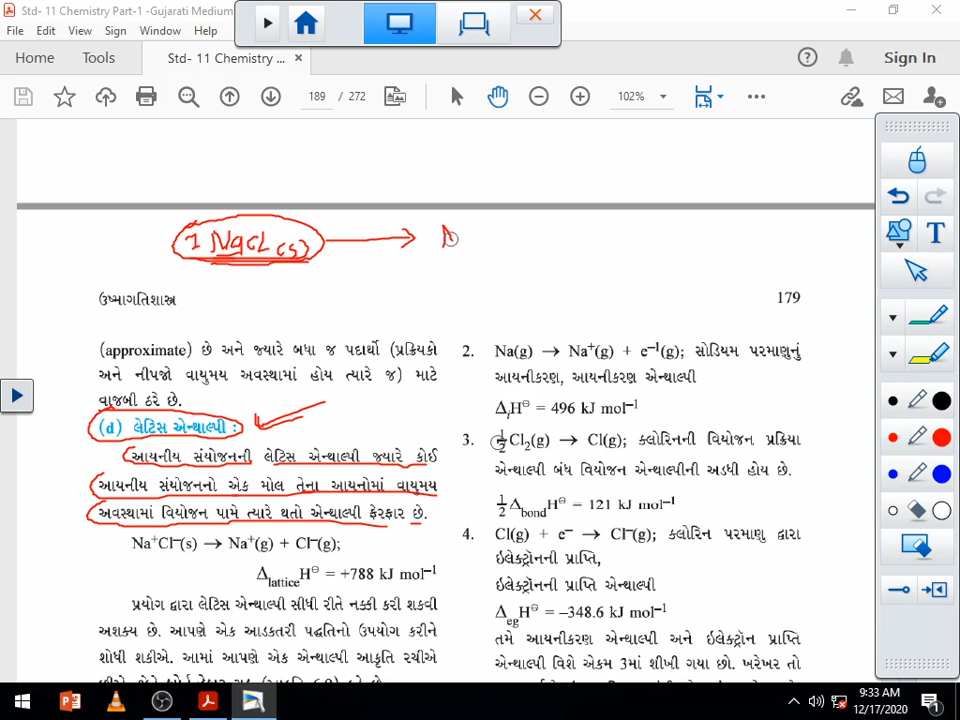 Std- 11 Chemistry Part-1 -Gujarati Medium
File Edit View Sign Window Help
Home Tools Std- 11 Chemistry ... × Sign In
189 / 272 102%
1 NaCl (s) → N
ઉષ્માગતિશાસ્ત્ર 179
(approximate) છે અને જ્યારે બધા જ પદાર્થો (પ્રક્રિયકો
અને નીપજો વાયુમય અવસ્થામાં હોય ત્યારે જ) માટે
વાજબી ઠરે છે.
(d) લેટિસ એન્થાલ્પી :
આયનીય સંયોજનની લેટિસ એન્થાલ્પી જ્યારે કોઈ
આયનીય સંયોજનનો એક મોલ તેના આયનોમાં વાયુમય
અવસ્થામાં વિયોજન પામે ત્યારે થતો એન્થાલ્પી ફેરફાર છે.
Na⁺Cl⁻(s) → Na⁺(g) + Cl⁻(g);
Δlattice H⊖ = +788 kJ mol⁻¹
પ્રયોગ દ્વારા લેટિસ એન્થાલ્પી સીધી રીતે નક્કી કરી શકવી
અશક્ય છે. આપણે એક આડકતરી પદ્ધતિનો ઉપયોગ કરીને
શોધી શકીએ. આમાં આપણે એક એન્થાલ્પી આકૃતિ રચીએ
2. Na(g) → Na⁺(g) + e⁻¹(g); સોડિયમ પરમાણુનું
આયનીકરણ, આયનીકરણ એન્થાલ્પી
ΔᵢH⊖ = 496 kJ mol⁻¹
3. ½Cl₂(g) → Cl(g); ક્લોરિનની વિયોજન પ્રક્રિયા
એન્થાલ્પી બંધ વિયોજન એન્થાલ્પીની અડધી હોય છે.
½Δbond H⊖ = 121 kJ mol⁻¹
4. Cl(g) + e⁻ → Cl⁻(g); ક્લોરિન પરમાણુ દ્વારા
ઇલેક્ટ્રૉનની પ્રાપ્તિ,
ઇલેક્ટ્રૉનની પ્રાપ્તિ એન્થાલ્પી
Δeg H⊖ = –348.6 kJ mol⁻¹
તમે આયનીકરણ એન્થાલ્પી અને ઇલેક્ટ્રૉન પ્રાપ્તિ
એન્થાલ્પી વિશે એકમ 3માં શીખી ગયા છો. ખરેખર તો
T
9:33 AM
12/17/2020
1